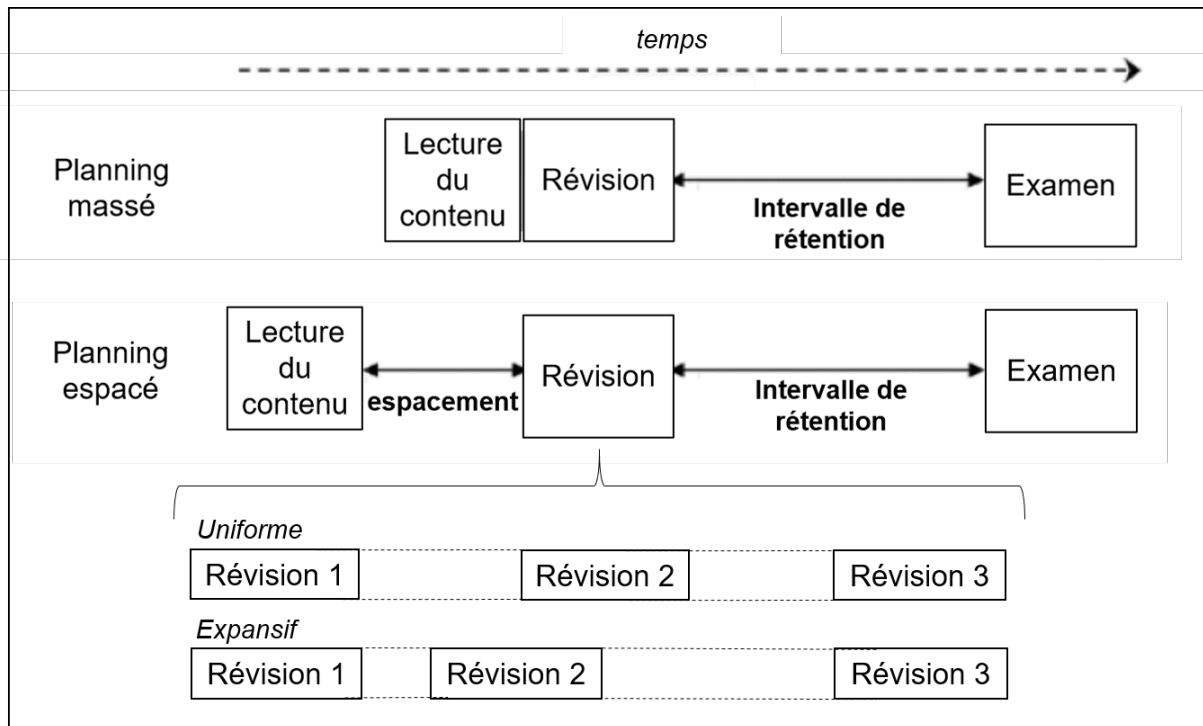 temps
Planning
massé
Lecture
du
contenu
Révision
Intervalle de
rétention
Examen
Planning
espacé
Lecture
du
contenu
espacement
Révision
Intervalle de
rétention
Examen
Uniforme
Révision 1
Révision 2
Révision 3
Expansif
Révision 1
Révision 2
Révision 3